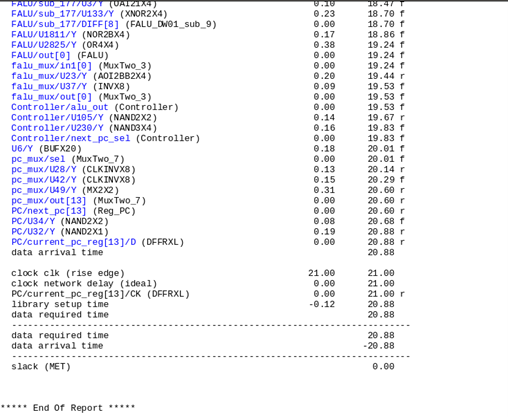 FALU/sub_177/U3/Y (OAI21X4) 0.10 18.47 f
FALU/sub_177/U133/Y (XNOR2X4) 0.23 18.70 f
FALU/sub_177/DIFF[8] (FALU_DW01_sub_9) 0.00 18.70 f
FALU/U1811/Y (NOR2BX4) 0.17 18.86 f
FALU/U2825/Y (OR4X4) 0.38 19.24 f
FALU/out[0] (FALU) 0.00 19.24 f
falu_mux/in1[0] (MuxTwo_3) 0.00 19.24 f
falu_mux/U23/Y (AOI2BB2X4) 0.20 19.44 r
falu_mux/U37/Y (INVX8) 0.09 19.53 f
falu_mux/out[0] (MuxTwo_3) 0.00 19.53 f
Controller/alu_out (Controller) 0.00 19.53 f
Controller/U105/Y (NAND2X2) 0.14 19.67 r
Controller/U230/Y (NAND3X4) 0.16 19.83 f
Controller/next_pc_sel (Controller) 0.00 19.83 f
U6/Y (BUFX20) 0.18 20.01 f
pc_mux/sel (MuxTwo_7) 0.00 20.01 f
pc_mux/U28/Y (CLKINVX8) 0.13 20.14 r
pc_mux/U42/Y (CLKINVX8) 0.15 20.29 f
pc_mux/U49/Y (MX2X2) 0.31 20.60 r
pc_mux/out[13] (MuxTwo_7) 0.00 20.60 r
PC/next_pc[13] (Reg_PC) 0.00 20.60 r
PC/U34/Y (NAND2X2) 0.08 20.68 f
PC/U32/Y (NAND2X1) 0.19 20.88 r
PC/current_pc_reg[13]/D (DFFRXL) 0.00 20.88 r
data arrival time 20.88
clock clk (rise edge) 21.00 21.00
clock network delay (ideal) 0.00 21.00
PC/current_pc_reg[13]/CK (DFFRXL) 0.00 21.00 r
library setup time -0.12 20.88
data required time 20.88
--------------------------------------------------------------------------
data required time 20.88
data arrival time -20.88
--------------------------------------------------------------------------
slack (MET) 0.00
***** End Of Report *****